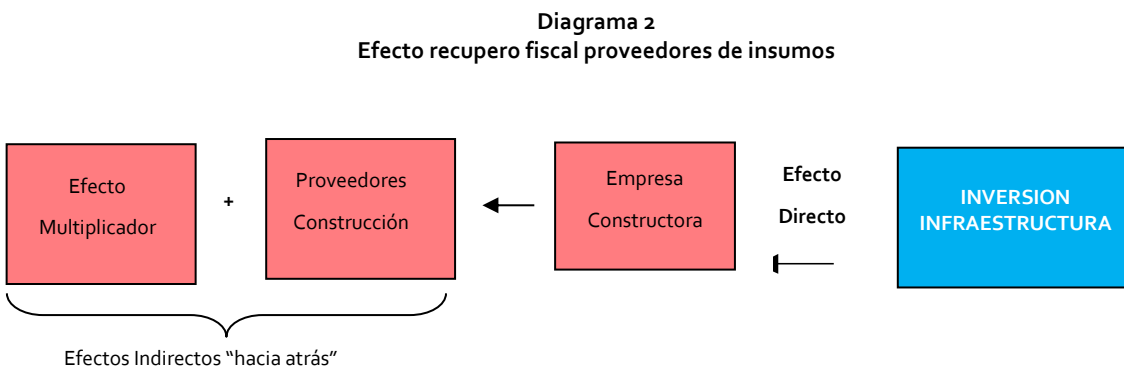 Diagrama 2
Efecto recupero fiscal proveedores de insumos
Efecto
Multiplicador
+
Proveedores
Construcción
Empresa
Constructora
Efecto
Directo
INVERSION
INFRAESTRUCTURA
Efectos Indirectos “hacia atrás”